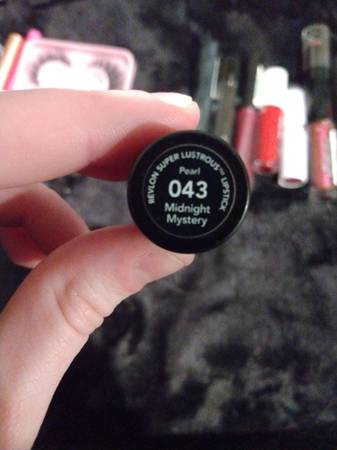 REVLON SUPER LUSTROUS™ LIPSTICK
Pearl
043
Midnight
Mystery